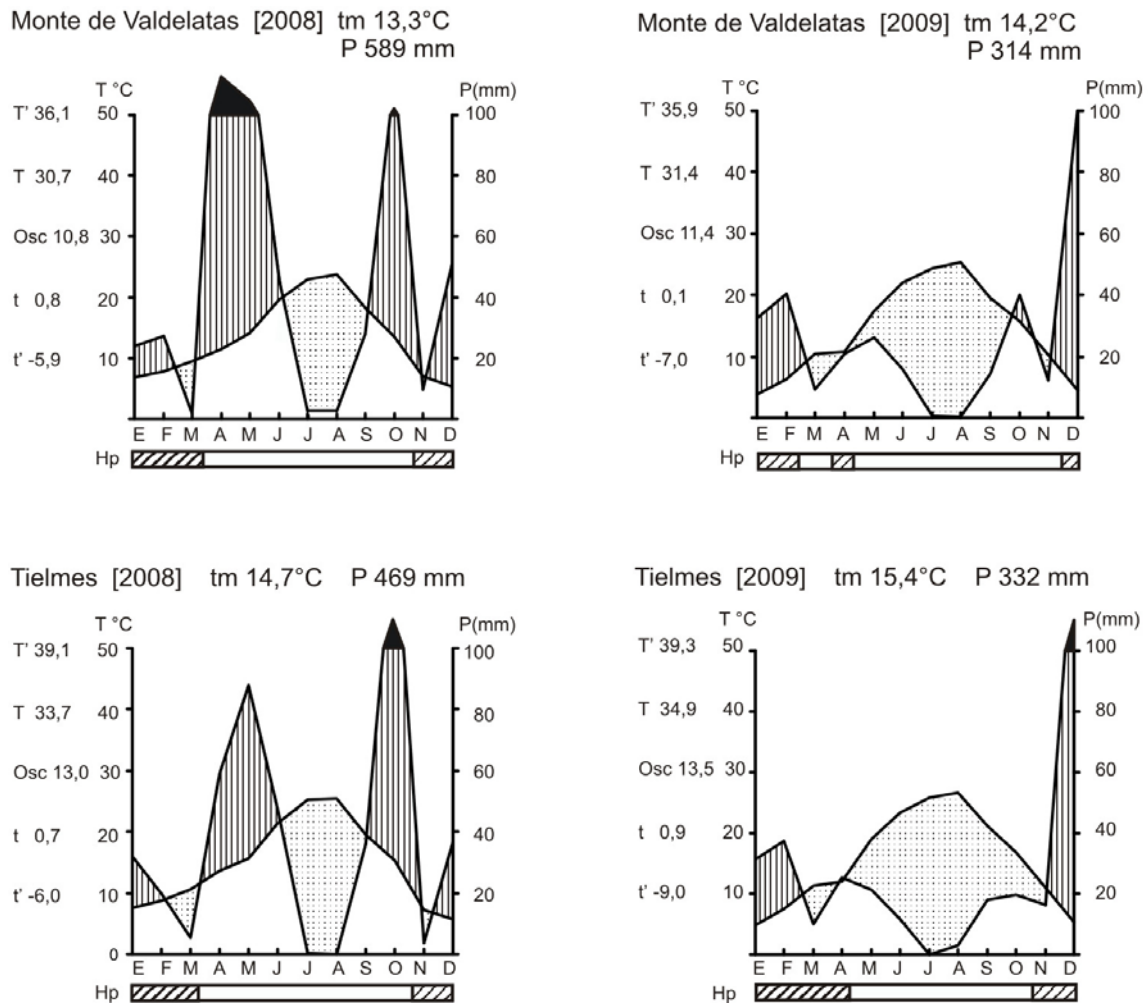 Monte de Valdelatas [2008] tm 13,3°C
P 589 mm
T °C P(mm)
T' 36,1 50 100
T 30,7 40 80
Osc 10,8 30 60
t 0,8 20 40
t' -5,9 10 20
E F M A M J J A S O N D
Hp
Monte de Valdelatas [2009] tm 14,2°C
P 314 mm
T °C P(mm)
T' 35,9 50 100
T 31,4 40 80
Osc 11,4 30 60
t 0,1 20 40
t' -7,0 10 20
E F M A M J J A S O N D
Hp
Tielmes [2008] tm 14,7°C P 469 mm
T °C P(mm)
T' 39,1 50 100
T 33,7 40 80
Osc 13,0 30 60
t 0,7 20 40
t' -6,0 10 20
0
E F M A M J J A S O N D
Hp
Tielmes [2009] tm 15,4°C P 332 mm
T °C P(mm)
T' 39,3 50 100
T 34,9 40 80
Osc 13,5 30 60
t 0,9 20 40
t' -9,0 10 20
E F M A M J J A S O N D
Hp